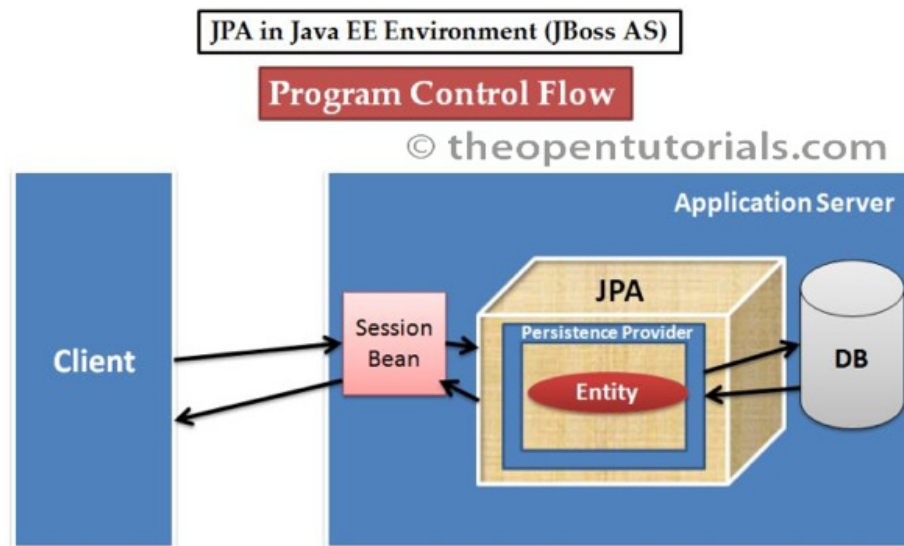 JPA in Java EE Environment (JBoss AS)
Program Control Flow
© theopentutorials.com
Application Server
Client
Session
Bean
JPA
Persistence Provider
Entity
DB